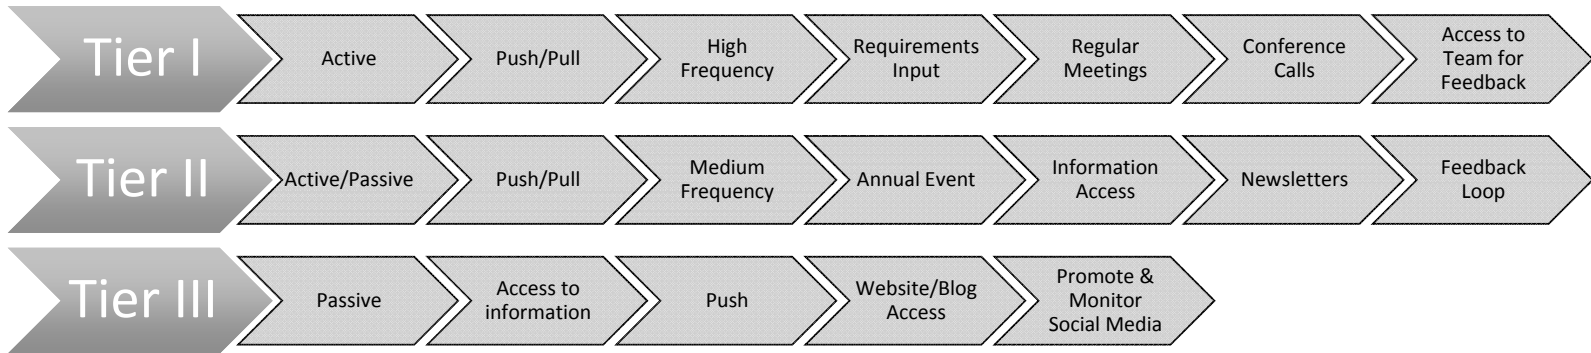 Tier I
Active
Push/Pull
High
Frequency
Requirements
Input
Regular
Meetings
Conference
Calls
Access to
Team for
Feedback
Tier II
Active/Passive
Push/Pull
Medium
Frequency
Annual Event
Information
Access
Newsletters
Feedback
Loop
Tier III
Passive
Access to
information
Push
Website/Blog
Access
Promote &
Monitor
Social Media